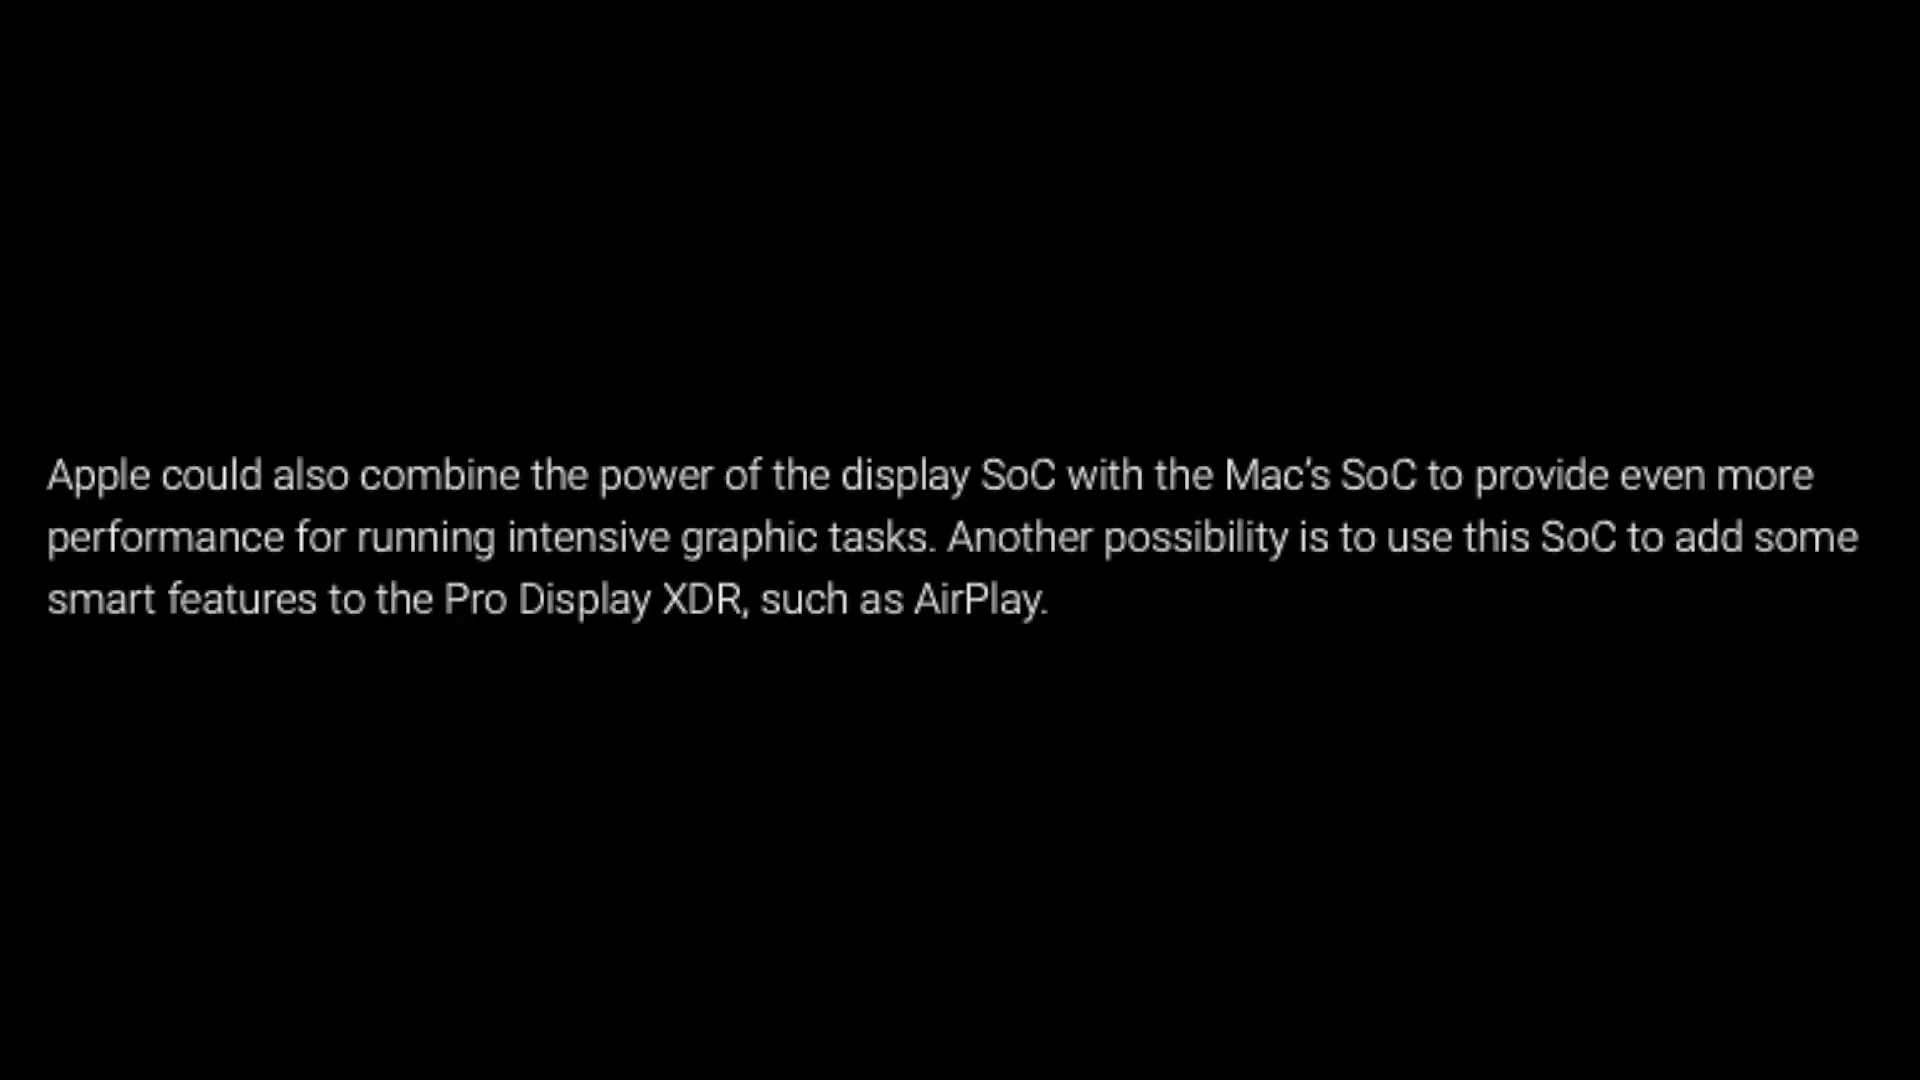 Apple could also combine the power of the display SoC with the Mac's SoC to provide even more
performance for running intensive graphic tasks. Another possibility is to use this SoC to add some
smart features to the Pro Display XDR, such as AirPlay.